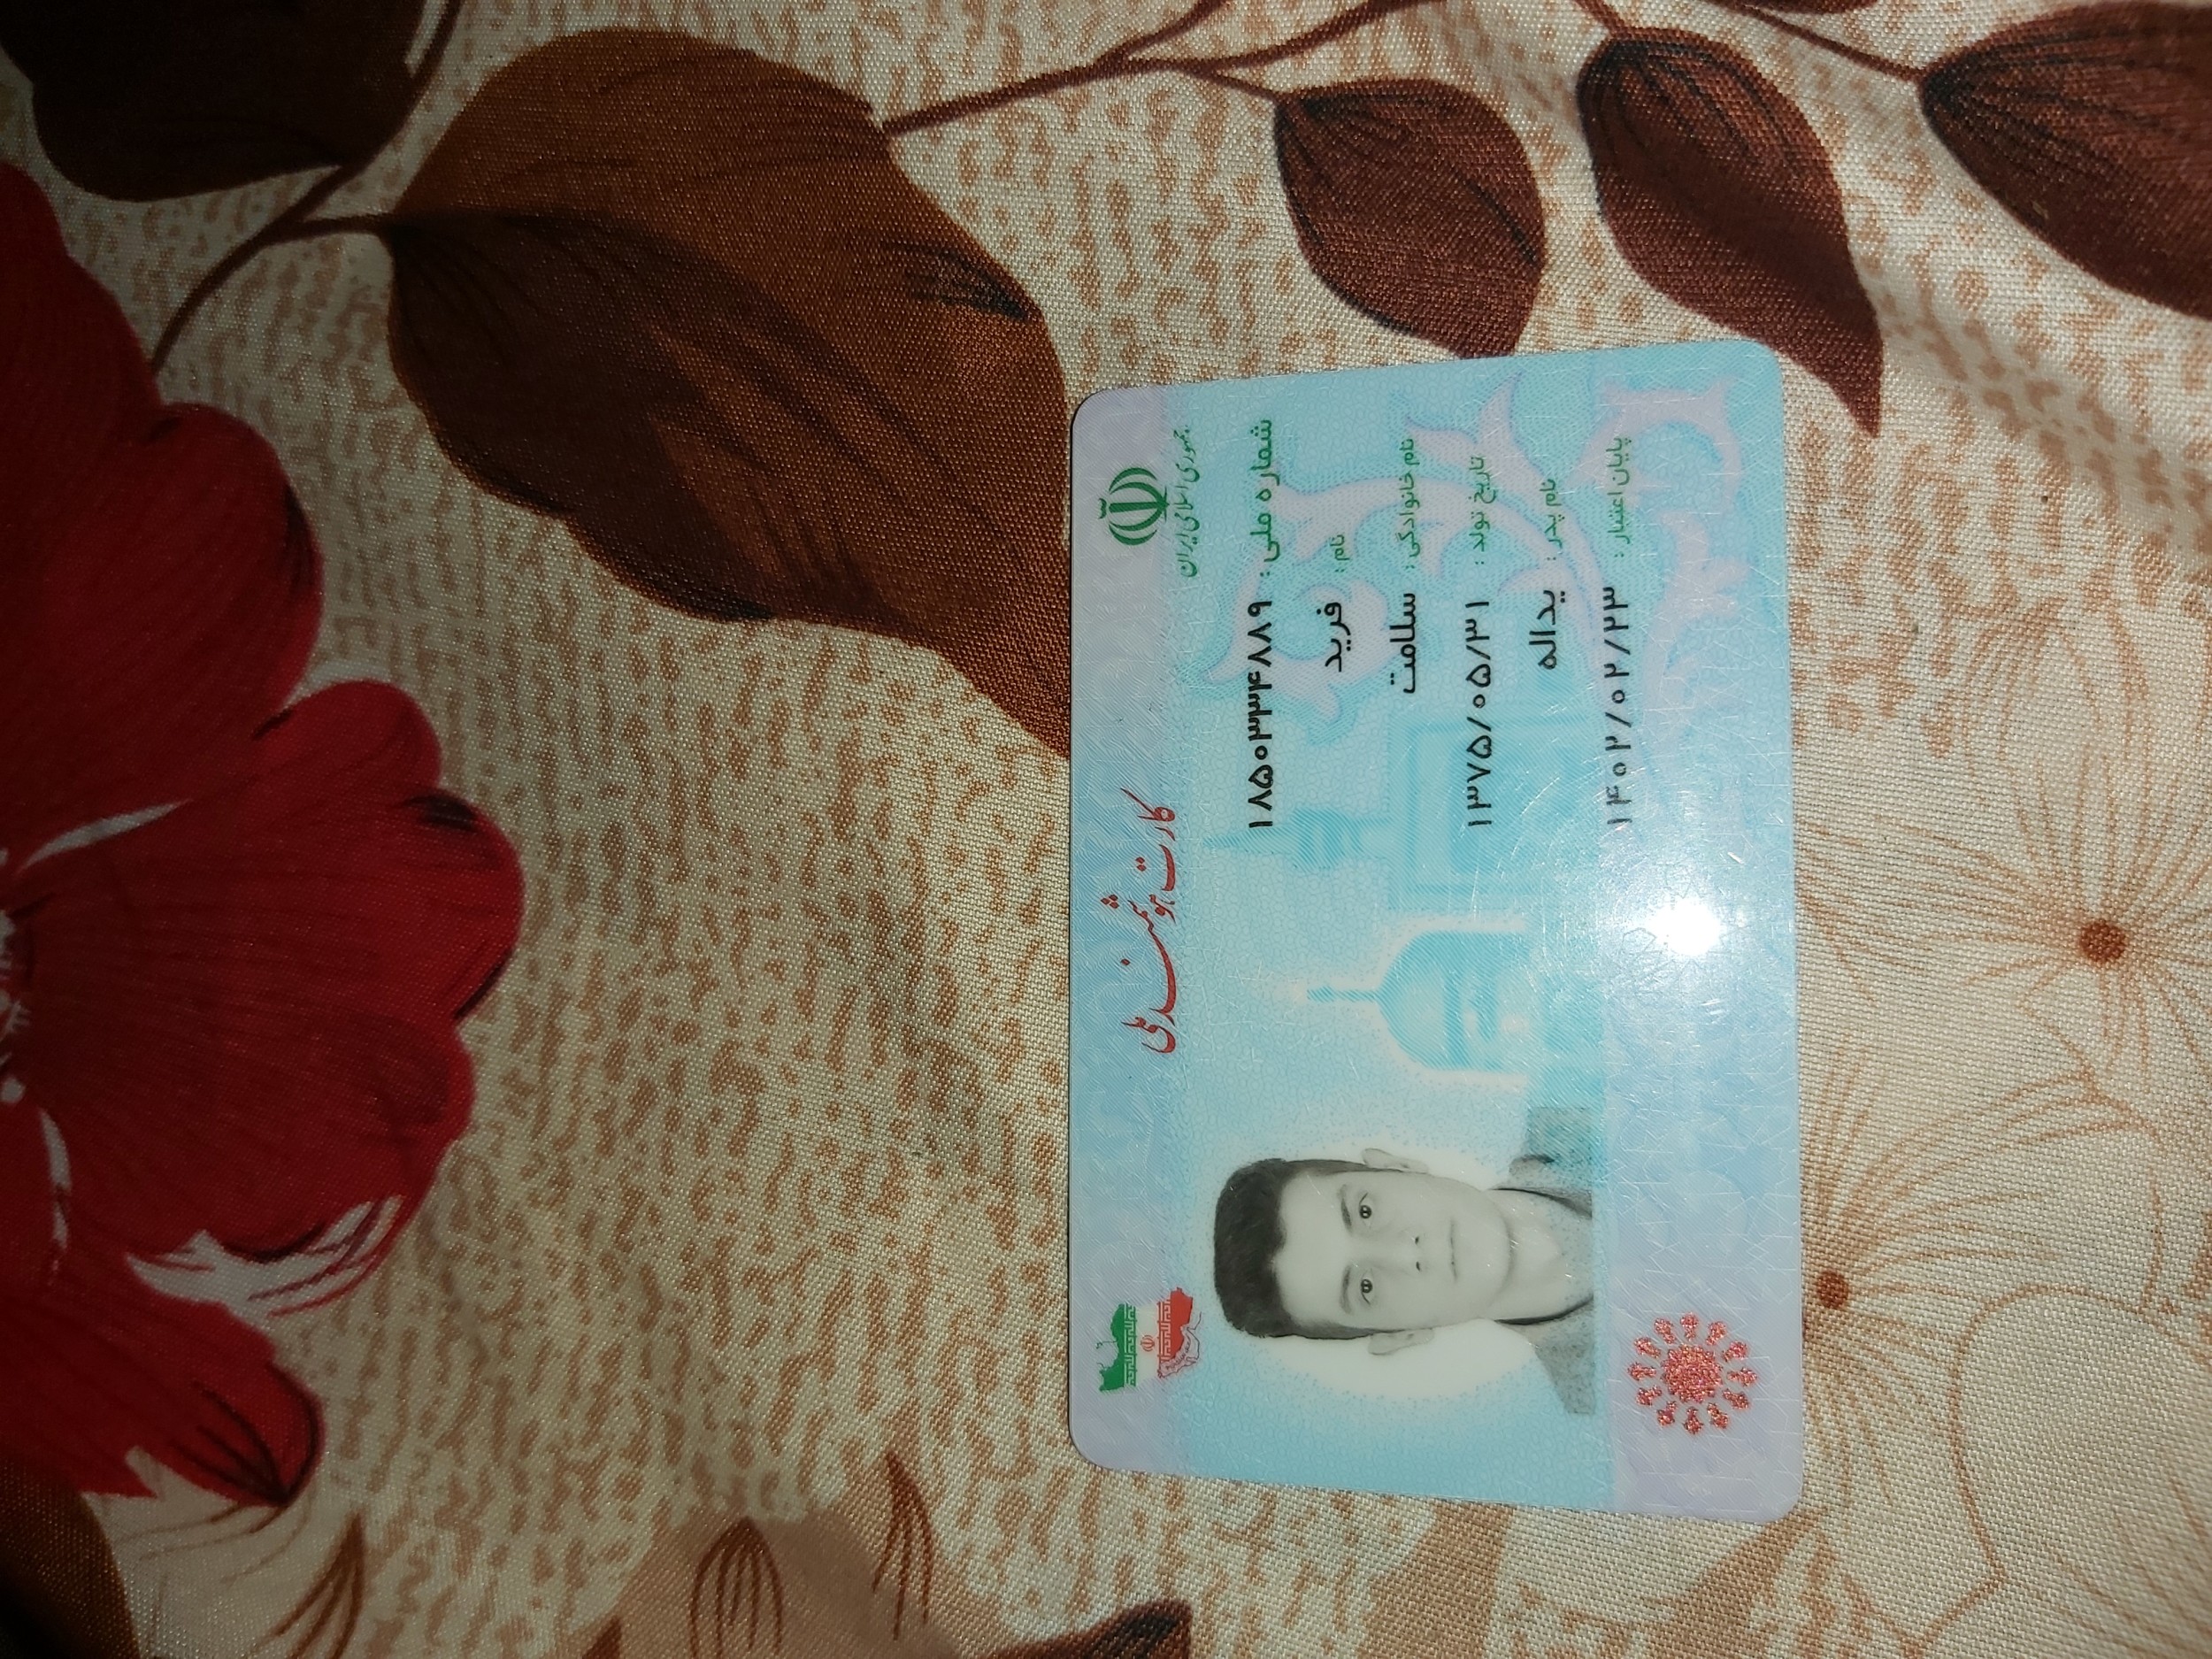 جمهوری اسلامی ایران
کارت هوشمند ملی
شماره ملی : ۱۸۵۰۳۳۴۸۸۹
نام : فرید
نام خانوادگی : سلامت
تاریخ تولد : ۱۳۷۵/۰۵/۳۱
نام پدر : یداله
پایان اعتبار : ۱۴۰۲/۰۲/۲۳